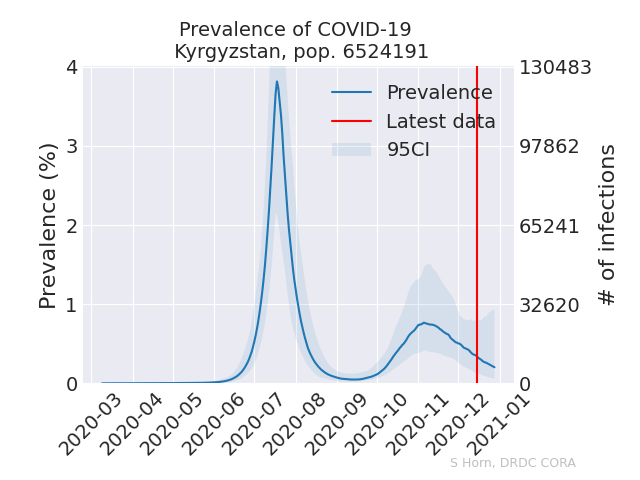 Prevalence of COVID-19
Kyrgyzstan, pop. 6524191
Prevalence (%)
4
3
2
1
0
Prevalence
Latest data
95CI
130483
97862
65241
32620
0
# of infections
2020-03
2020-04
2020-05
2020-06
2020-07
2020-08
2020-09
2020-10
2020-11
2020-12
2021-01
S Horn, DRDC CORA